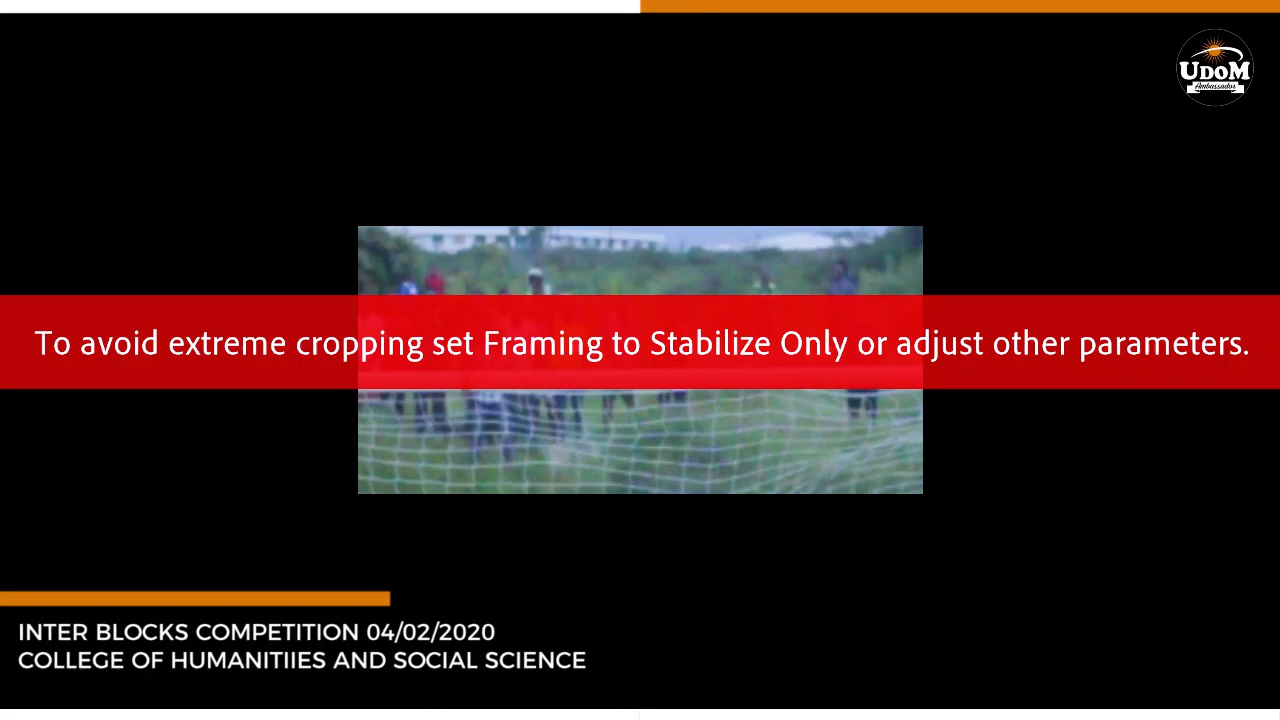 UDOM
Ambassador
To avoid extreme cropping set Framing to Stabilize Only or adjust other parameters.
INTER BLOCKS COMPETITION 04/02/2020
COLLEGE OF HUMANITIIES AND SOCIAL SCIENCE